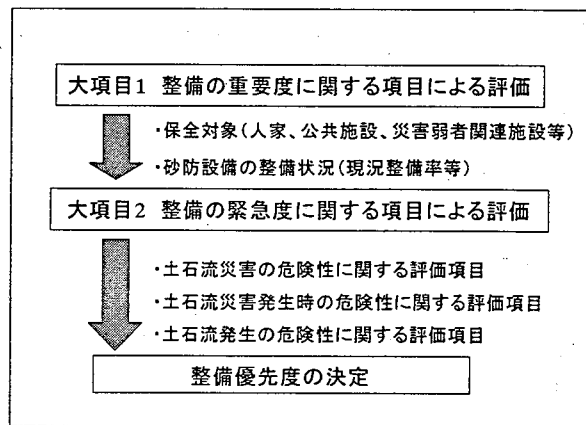 大項目1 整備の重要度に関する項目による評価
・保全対象(人家、公共施設、災害弱者関連施設等)
・砂防設備の整備状況(現況整備率等)
大項目2 整備の緊急度に関する項目による評価
・土石流災害の危険性に関する評価項目
・土石流災害発生時の危険性に関する評価項目
・土石流発生の危険性に関する評価項目
整備優先度の決定